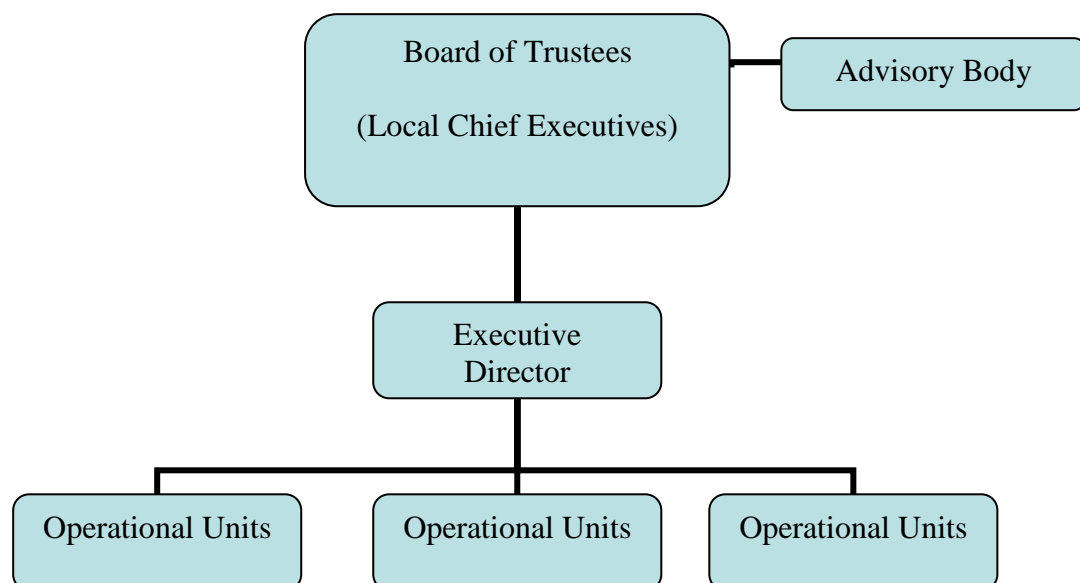 Board of Trustees
(Local Chief Executives)
Advisory Body
Executive
Director
Operational Units
Operational Units
Operational Units